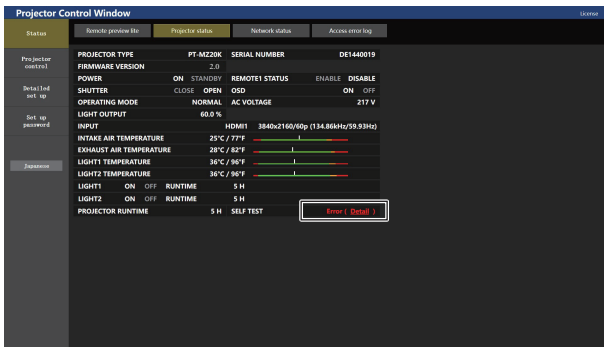 Projector Control Window
License
Status
Remote preview lite
Projector status
Network status
Access error log
Projector
control
Detailed
set up
Set up
password
Japanese
PROJECTOR TYPE PT-MZ20K SERIAL NUMBER DE1440019
FIRMWARE VERSION 2.0
POWER ON STANDBY REMOTE1 STATUS ENABLE DISABLE
SHUTTER CLOSE OPEN OSD ON OFF
OPERATING MODE NORMAL AC VOLTAGE 217 V
LIGHT OUTPUT 60.0 %
INPUT HDMI1 3840x2160/60p (134.86kHz/59.93Hz)
INTAKE AIR TEMPERATURE 25°C / 77°F
EXHAUST AIR TEMPERATURE 28°C / 82°F
LIGHT1 TEMPERATURE 36°C / 96°F
LIGHT2 TEMPERATURE 36°C / 96°F
LIGHT1 ON OFF RUNTIME 5 H
LIGHT2 ON OFF RUNTIME 5 H
PROJECTOR RUNTIME 5 H SELF TEST Error ( Detail )